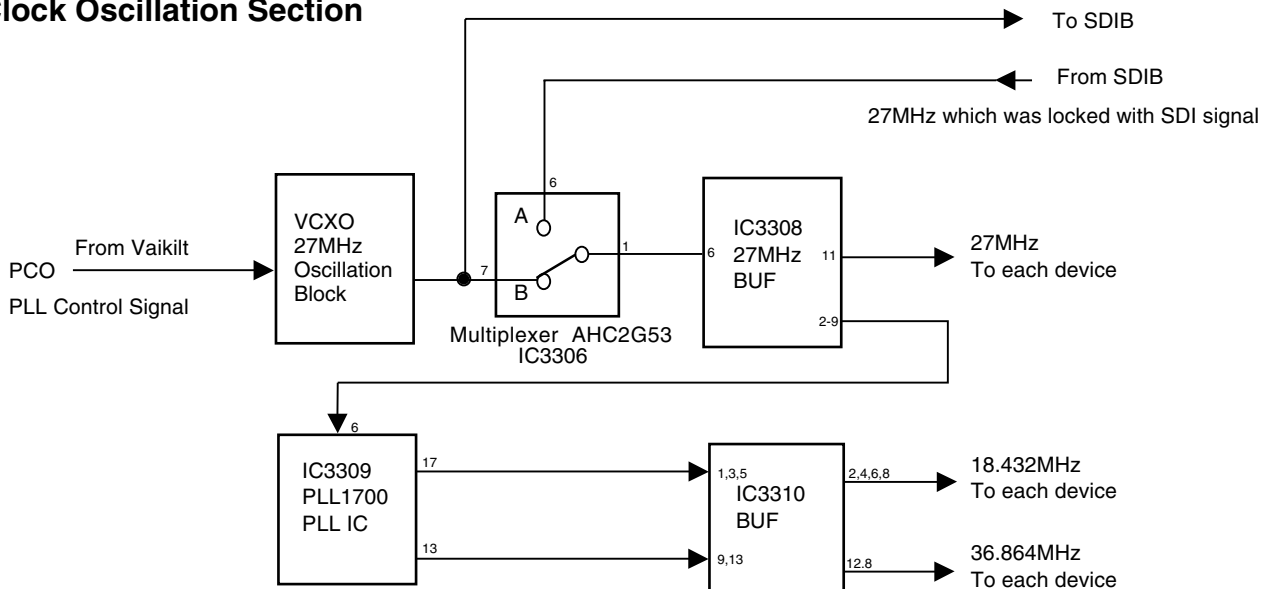 Clock Oscillation Section
To SDIB
From SDIB
27MHz which was locked with SDI signal
6
A
VCXO
27MHz
Oscillation
Block
From Vaikilt
PCO
PLL Control Signal
7
B
1
Multiplexer AHC2G53
IC3306
6
IC3308
27MHz
BUF
11
2-9
27MHz
To each device
6
IC3309
PLL1700
PLL IC
17
13
1,3,5
IC3310
BUF
9,13
2,4,6,8
12.8
18.432MHz
To each device
36.864MHz
To each device